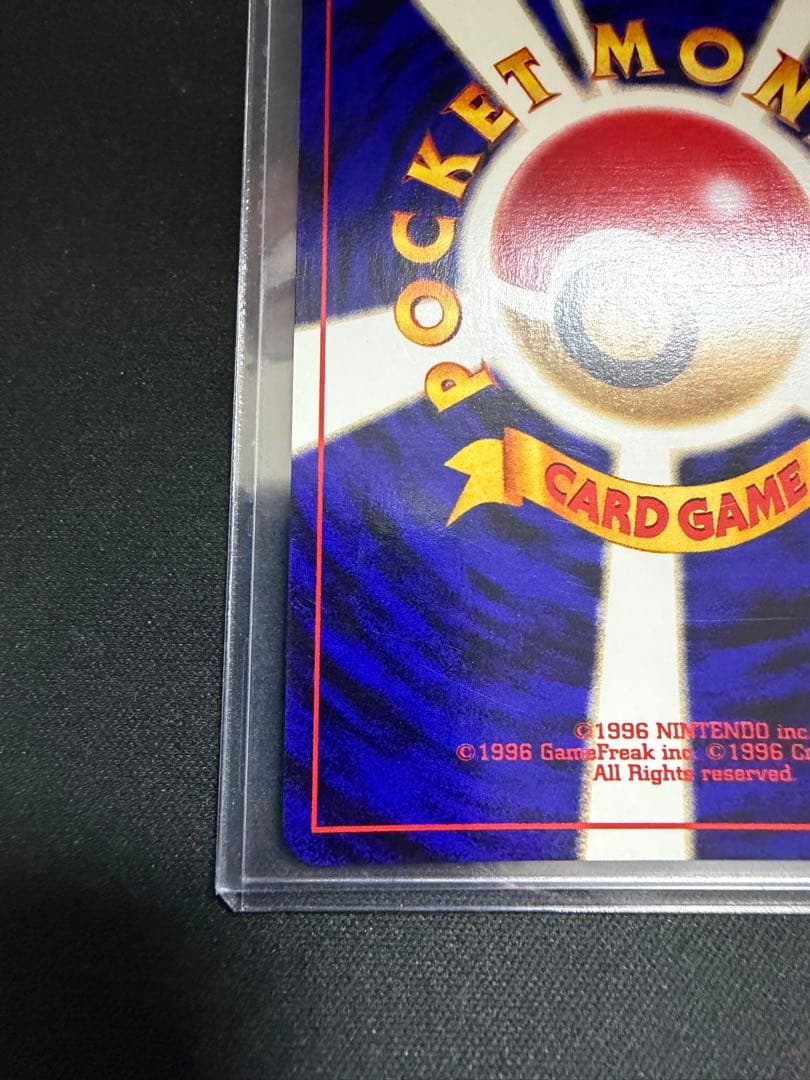 POCKET MON
CARD GAME
©1996 NINTENDO inc
©1996 GameFreak inc. ©1996 Cr
All Rights reserved.